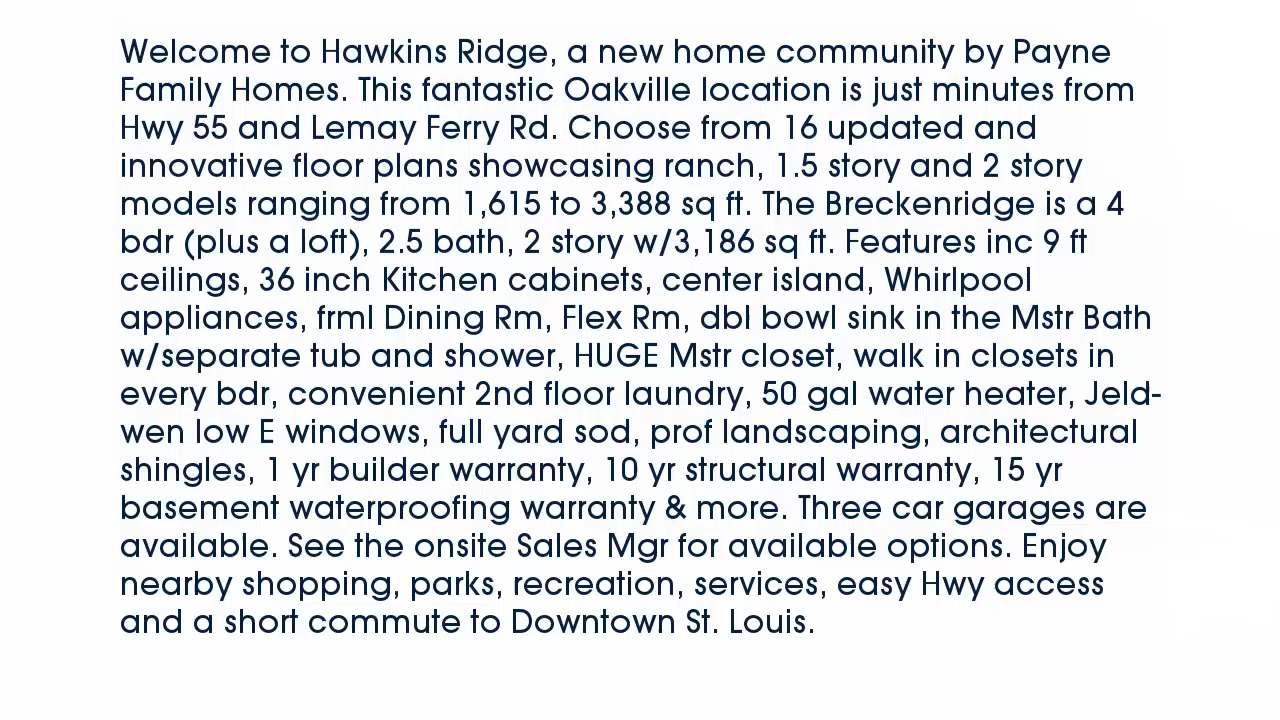 Welcome to Hawkins Ridge, a new home community by Payne
Family Homes. This fantastic Oakville location is just minutes from
Hwy 55 and Lemay Ferry Rd. Choose from 16 updated and
innovative floor plans showcasing ranch, 1.5 story and 2 story
models ranging from 1,615 to 3,388 sq ft. The Breckenridge is a 4
bdr (plus a loft), 2.5 bath, 2 story w/3,186 sq ft. Features inc 9 ft
ceilings, 36 inch Kitchen cabinets, center island, Whirlpool
appliances, frml Dining Rm, Flex Rm, dbl bowl sink in the Mstr Bath
w/separate tub and shower, HUGE Mstr closet, walk in closets in
every bdr, convenient 2nd floor laundry, 50 gal water heater, Jeld-
wen low E windows, full yard sod, prof landscaping, architectural
shingles, 1 yr builder warranty, 10 yr structural warranty, 15 yr
basement waterproofing warranty & more. Three car garages are
available. See the onsite Sales Mgr for available options. Enjoy
nearby shopping, parks, recreation, services, easy Hwy access
and a short commute to Downtown St. Louis.